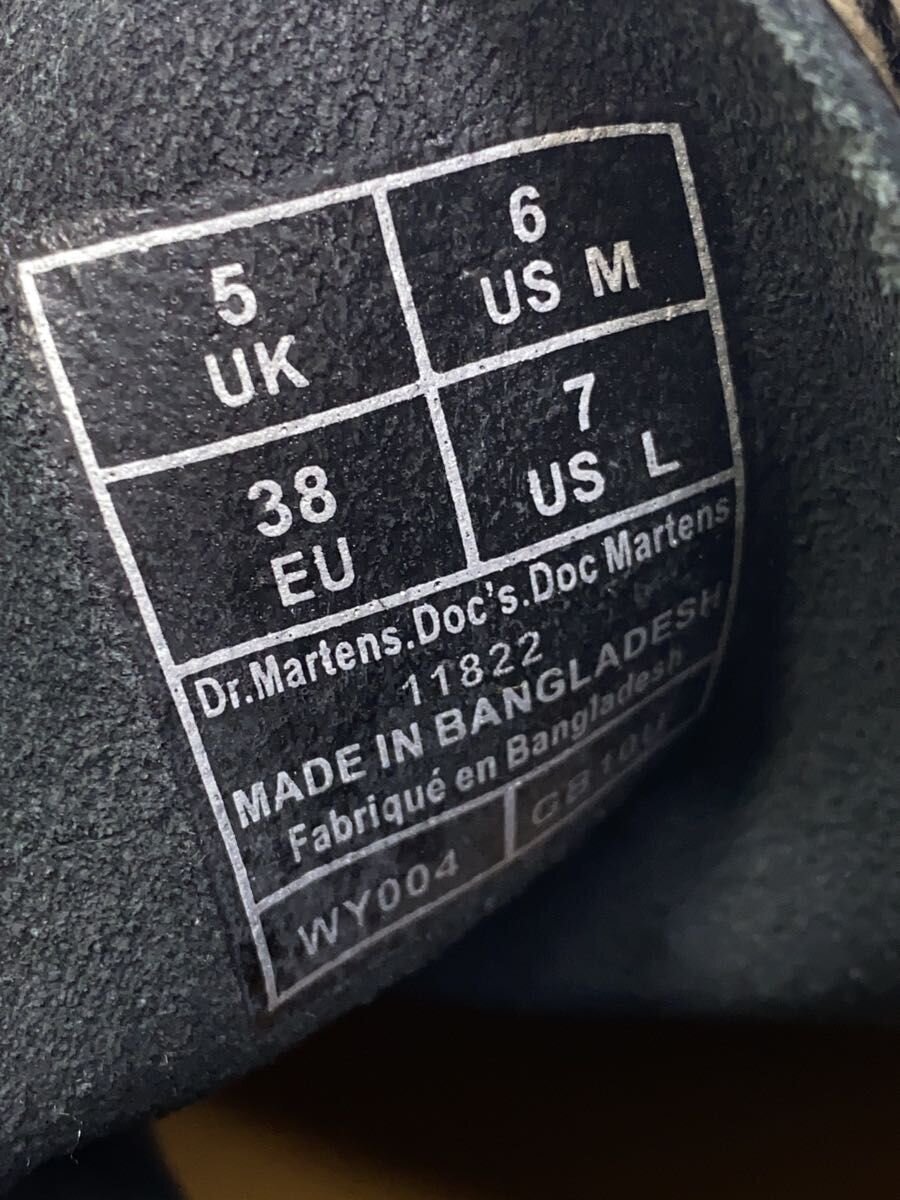 5
UK
6
US M
38
EU
7
US L
Dr.Martens.Doc's.Doc Martens
11822
MADE IN BANGLADESH
Fabriqué en Bangladesh
WY004